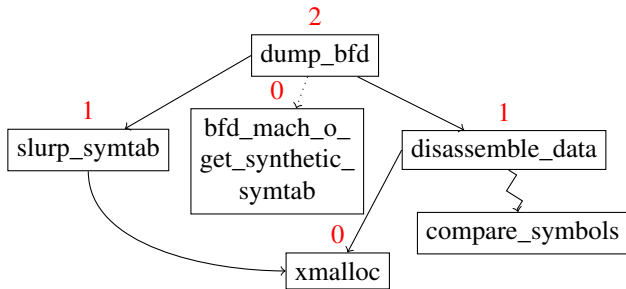 2
dump_bfd
0
1
1
bfd_mach_o_
get_synthetic_
symtab
slurp_symtab
disassemble_data
compare_symbols
0
xmalloc